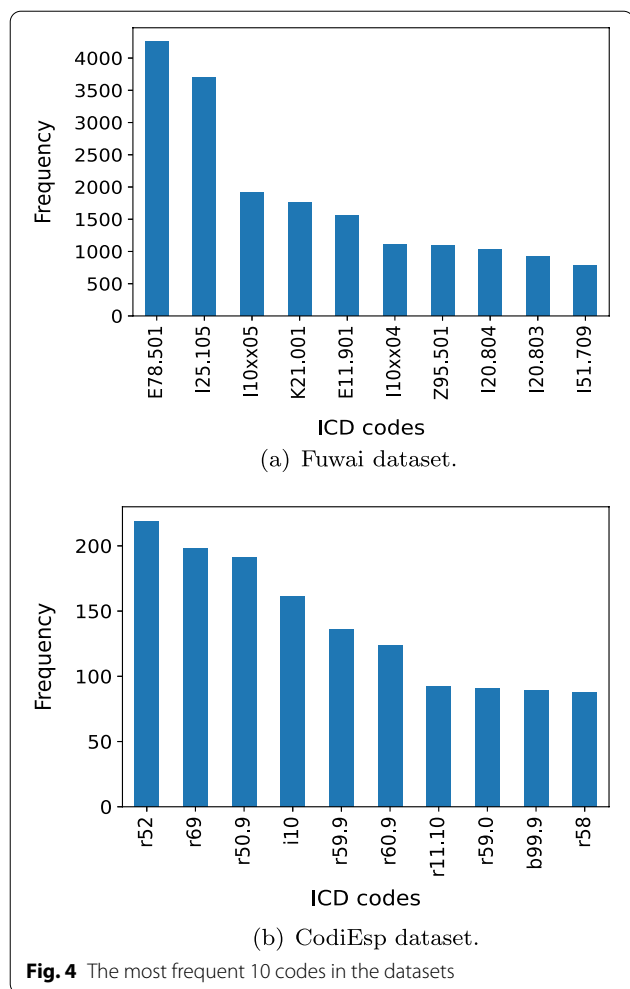 4000
3500
3000
2500
2000
1500
1000
500
0
Frequency
E78.501
I25.105
I10xx05
K21.001
E11.901
I10xx04
Z95.501
I20.804
I20.803
I51.709
ICD codes
(a) Fuwai dataset.
200
150
100
50
0
Frequency
r52
r69
r50.9
i10
r59.9
r60.9
r11.10
r59.0
b99.9
r58
ICD codes
(b) CodiEsp dataset.
Fig. 4 The most frequent 10 codes in the datasets